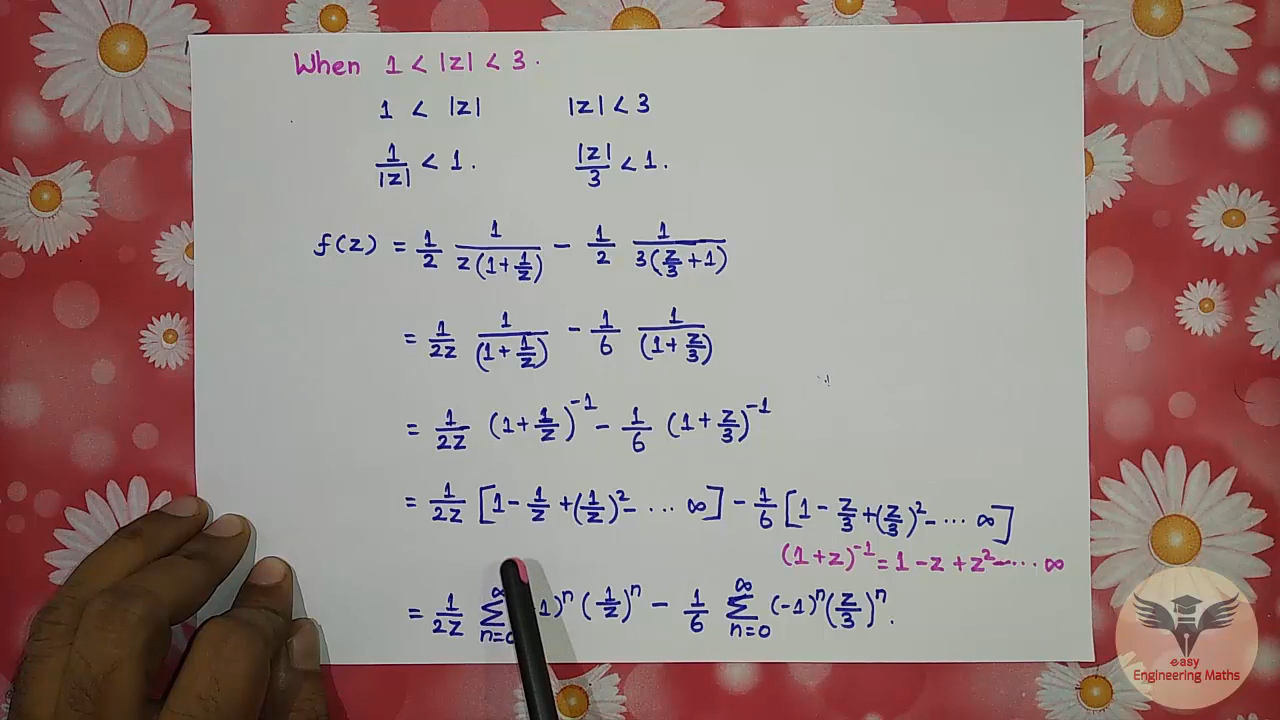 When 1 < |z| < 3.
1 < |z|    |z| < 3
1/|z| < 1.    |z|/3 < 1.
f(z) = 1/2 1/(z(1+1/z)) - 1/2 1/(3(z/3+1))
= 1/2z 1/(1+1/z) - 1/6 1/(1+z/3)
= 1/2z (1+1/z)^-1 - 1/6 (1+z/3)^-1
= 1/2z [1 - 1/z + (1/z)^2 - ... ∞] - 1/6 [1 - z/3 + (z/3)^2 - ... ∞]
(1+z)^-1 = 1 - z + z^2 - ... ∞
= 1/2z ∑ n=0 ∞ 1)^n (1/z)^n - 1/6 ∑ n=0 ∞ (-1)^n (z/3)^n.
easy
Engineering Maths